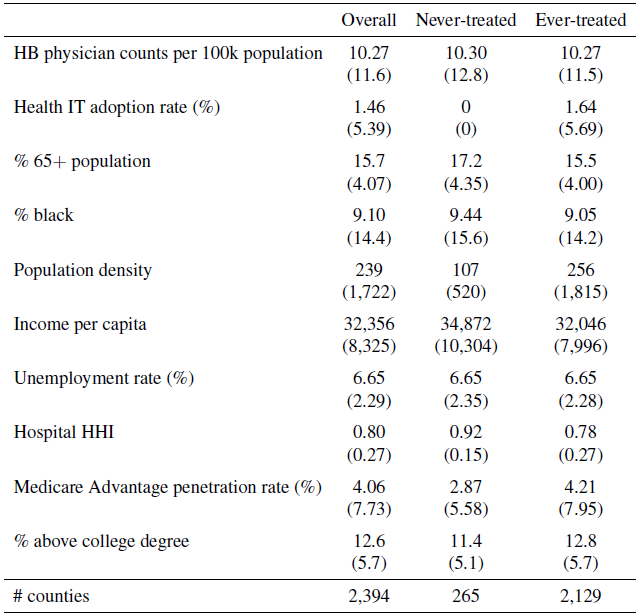 Overall Never-treated Ever-treated
HB physician counts per 100k population 10.27 10.30 10.27
(11.6) (12.8) (11.5)
Health IT adoption rate (%) 1.46 0 1.64
(5.39) (0) (5.69)
% 65+ population 15.7 17.2 15.5
(4.07) (4.35) (4.00)
% black 9.10 9.44 9.05
(14.4) (15.6) (14.2)
Population density 239 107 256
(1,722) (520) (1,815)
Income per capita 32,356 34,872 32,046
(8,325) (10,304) (7,996)
Unemployment rate (%) 6.65 6.65 6.65
(2.29) (2.35) (2.28)
Hospital HHI 0.80 0.92 0.78
(0.27) (0.15) (0.27)
Medicare Advantage penetration rate (%) 4.06 2.87 4.21
(7.73) (5.58) (7.95)
% above college degree 12.6 11.4 12.8
(5.7) (5.1) (5.7)
# counties 2,394 265 2,129